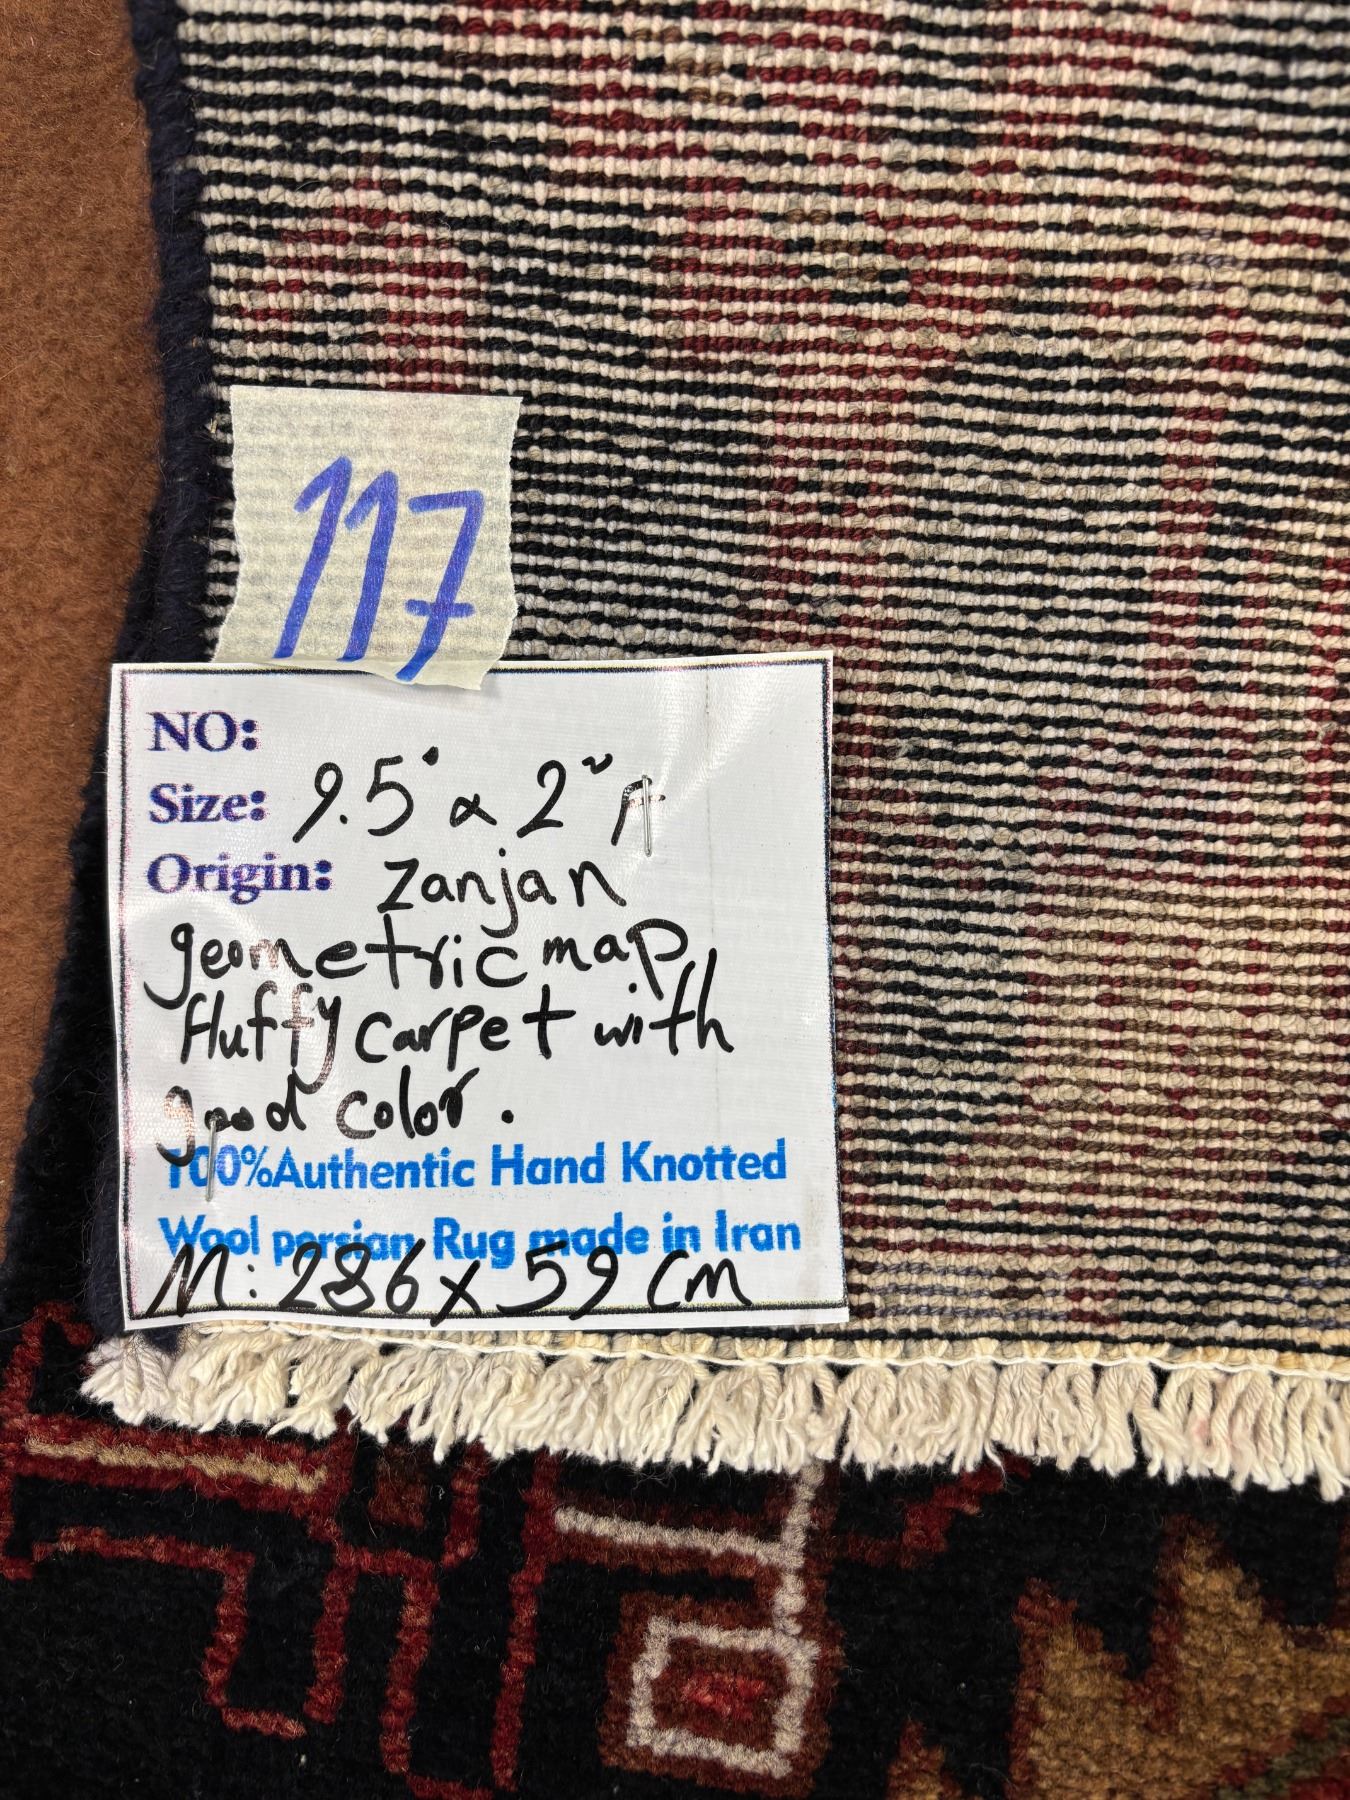 117
NO:
Size: 9.5' x 2" ft
Origin: Zanjan
geometric map
fluffy carpet with
good color.
100%Authentic Hand Knotted
Wool persian Rug made in Iran
M: 286 x 59 cm